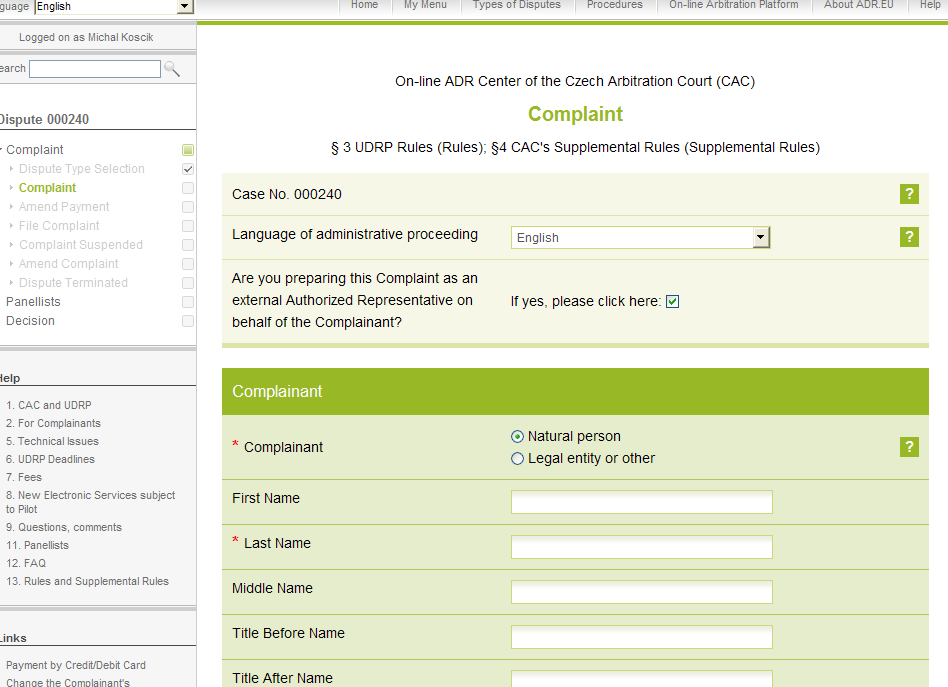 English
Home
My Menu
Types of Disputes
Procedures
On-line Arbitration Platform
About ADR.EU
Help
Logged on as Michal Koscik
Dispute 000240
Complaint
Dispute Type Selection
Complaint
Amend Payment
File Complaint
Complaint Suspended
Amend Complaint
Dispute Terminated
Panellists
Decision
Help
1. CAC and UDRP
2. For Complainants
5. Technical Issues
6. UDRP Deadlines
7. Fees
8. New Electronic Services subject
to Pilot
9. Questions, comments
11. Panellists
12. FAQ
13. Rules and Supplemental Rules
Links
Payment by Credit/Debit Card
Change the Complainant's
On-line ADR Center of the Czech Arbitration Court (CAC)
Complaint
§ 3 UDRP Rules (Rules); §4 CAC's Supplemental Rules (Supplemental Rules)
Case No. 000240
?
Language of administrative proceeding
English
?
Are you preparing this Complaint as an
external Authorized Representative on
behalf of the Complainant?
If yes, please click here:
Complainant
* Complainant
Natural person
Legal entity or other
?
First Name
* Last Name
Middle Name
Title Before Name
Title After Name